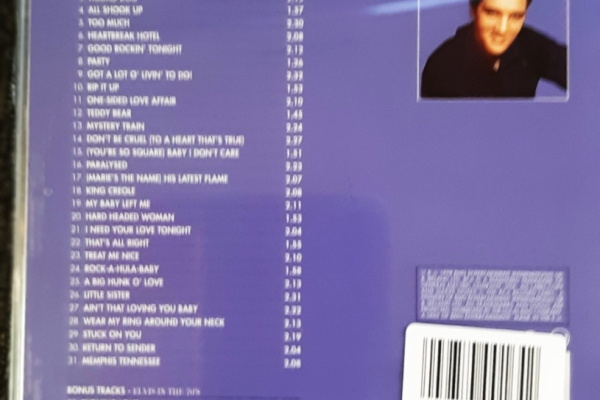 4. ALL SHOOK UP 1.57
5. TOO MUCH 2.30
6. HEARTBREAK HOTEL 2.08
7. GOOD ROCKIN' TONIGHT 2.13
8. PARTY 1.26
9. GOT A LOT O' LIVIN' TO DO! 2.32
10. RIP IT UP 1.53
11. ONE-SIDED LOVE AFFAIR 2.10
12. TEDDY BEAR 1.45
13. MYSTERY TRAIN 2.26
14. DON'T BE CRUEL (TO A HEART THAT'S TRUE) 2.27
15. (YOU'RE SO SQUARE) BABY I DON'T CARE 1.51
16. PARALYSED 2.23
17. (MARIE'S THE NAME) HIS LATEST FLAME 2.07
18. KING CREOLE 2.08
19. MY BABY LEFT ME 2.11
20. HARD HEADED WOMAN 1.53
21. I NEED YOUR LOVE TONIGHT 2.04
22. THAT'S ALL RIGHT 1.55
23. TREAT ME NICE 2.10
24. ROCK-A-HULA-BABY 1.58
25. A BIG HUNK O' LOVE 2.13
26. LITTLE SISTER 2.31
27. AIN'T THAT LOVING YOU BABY 2.22
28. WEAR MY RING AROUND YOUR NECK 2.13
29. STUCK ON YOU 2.19
30. RETURN TO SENDER 2.04
31. MEMPHIS TENNESSEE 2.08
BONUS TRACKS - ELVIS IN THE 70'S